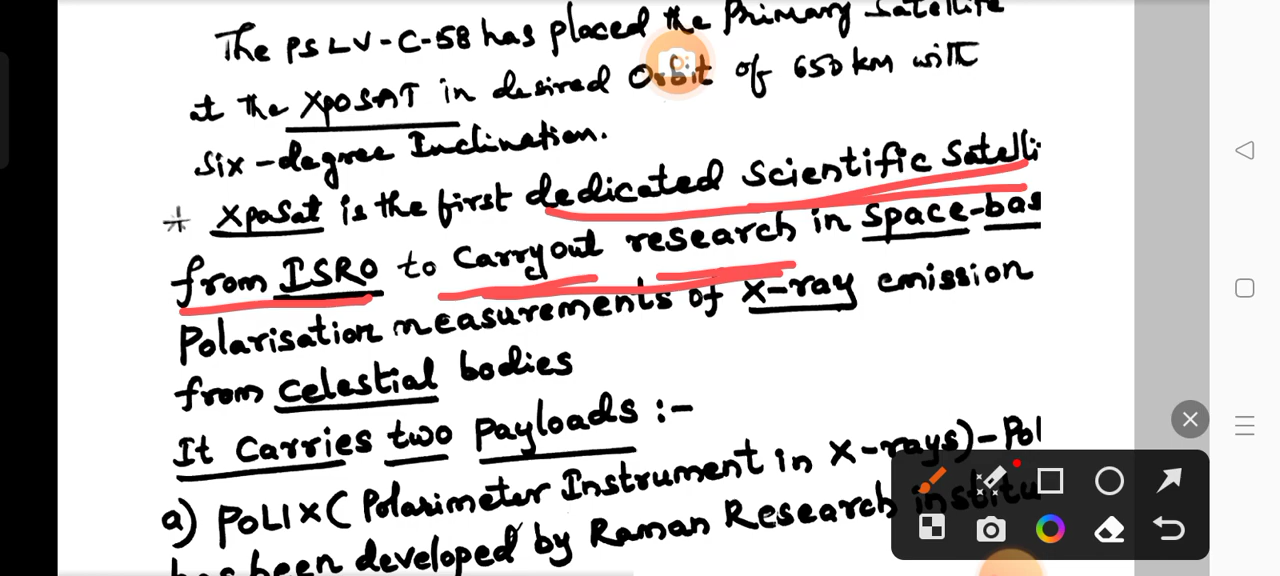 The PSLV-C-58 has placed the Primary Satellite
at the XPOSAT in desired Orbit of 650 km with
Six-degree Inclination.
* XpoSat is the first dedicated Scientific Satelli
from ISRO to Carryout research in Space-bas
Polarisation measurements of X-ray emission
from Celestial bodies
It Carries two Payloads :-
a) POLIX ( Polarimeter Instrument in X-rays) - Pol
has been developed by Raman Research institu